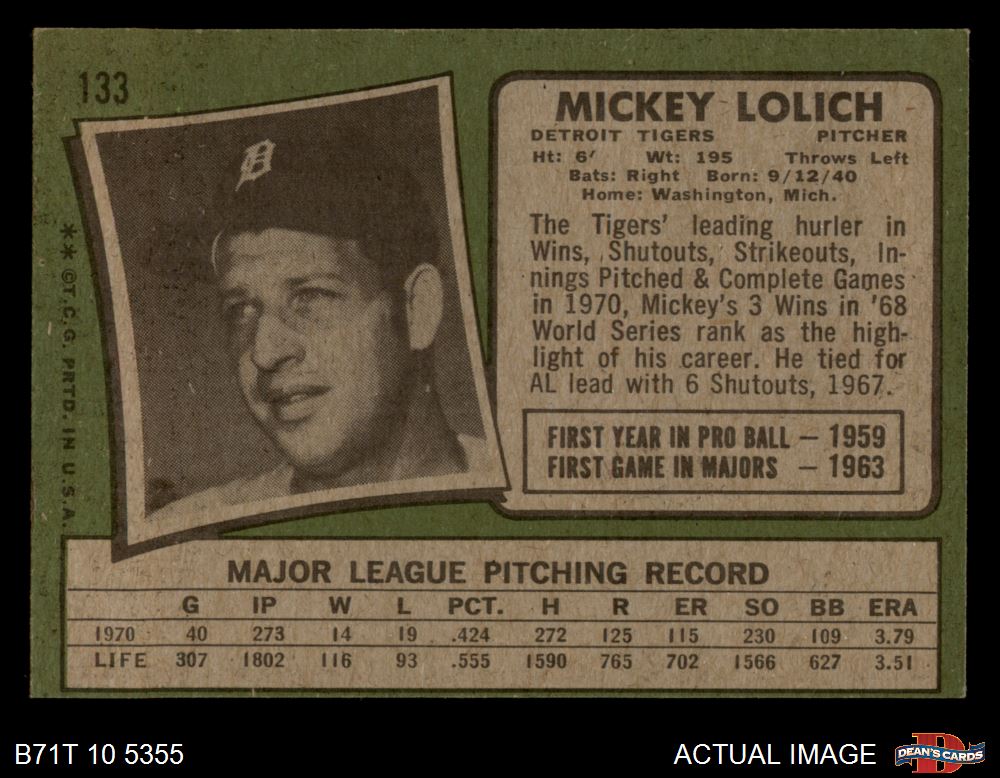 133
** ©T.C.G. PRTD. IN U.S.A.
MICKEY LOLICH
DETROIT TIGERS PITCHER
Ht: 6' Wt: 195 Throws Left
Bats: Right Born: 9/12/40
Home: Washington, Mich.
The Tigers' leading hurler in
Wins, Shutouts, Strikeouts, In-
nings Pitched & Complete Games
in 1970, Mickey's 3 Wins in '68
World Series rank as the high-
light of his career. He tied for
AL lead with 6 Shutouts, 1967.
FIRST YEAR IN PRO BALL — 1959
FIRST GAME IN MAJORS — 1963
MAJOR LEAGUE PITCHING RECORD
G IP W L PCT. H R ER SO BB ERA
1970 40 273 14 19 .424 272 125 115 230 109 3.79
LIFE 307 1802 116 93 .555 1590 765 702 1566 627 3.51
B71T 10 5355
ACTUAL IMAGE
D
DEAN'S CARDS